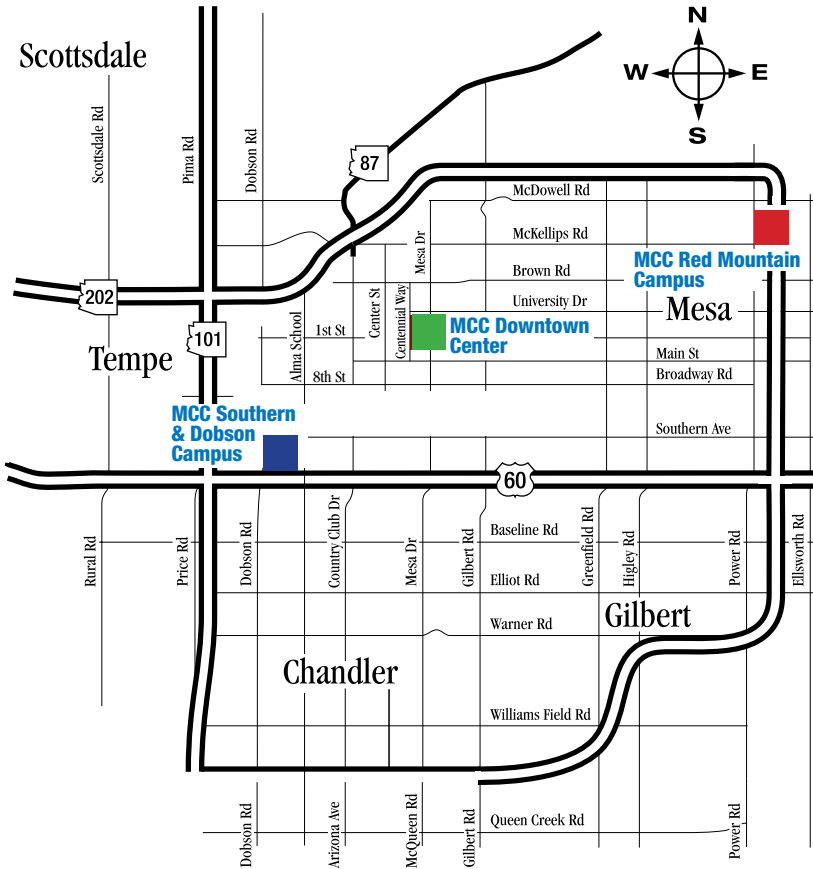 N
W
E
S
Scottsdale
Scottsdale Rd
Pima Rd
Dobson Rd
87
McDowell Rd
McKellips Rd
Mesa Dr
MCC Red Mountain
Campus
Brown Rd
202
University Dr
Mesa
Center St
Centennial Way
Alma School
1st St
MCC Downtown
Center
101
Tempe
Main St
8th St
Broadway Rd
MCC Southern
& Dobson
Campus
Southern Ave
60
Rural Rd
Price Rd
Dobson Rd
Country Club Dr
Mesa Dr
Gilbert Rd
Baseline Rd
Greenfield Rd
Higley Rd
Power Rd
Ellsworth Rd
Elliot Rd
Warner Rd
Gilbert
Chandler
Williams Field Rd
Dobson Rd
Arizona Ave
McQueen Rd
Gilbert Rd
Queen Creek Rd
Power Rd